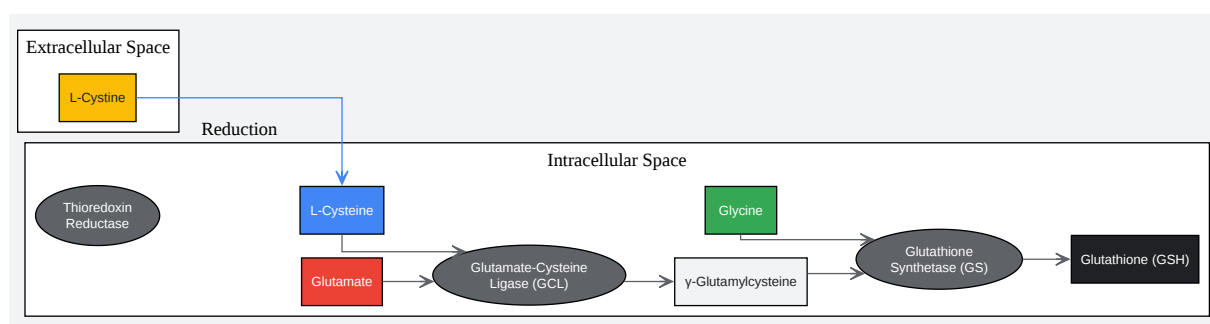 Extracellular Space
L-Cystine
Reduction
Intracellular Space
Thioredoxin
Reductase
L-Cysteine
Glycine
Glutamate
Glutamate-Cysteine
Ligase (GCL)
γ-Glutamylcysteine
Glutathione
Synthetase (GS)
Glutathione (GSH)